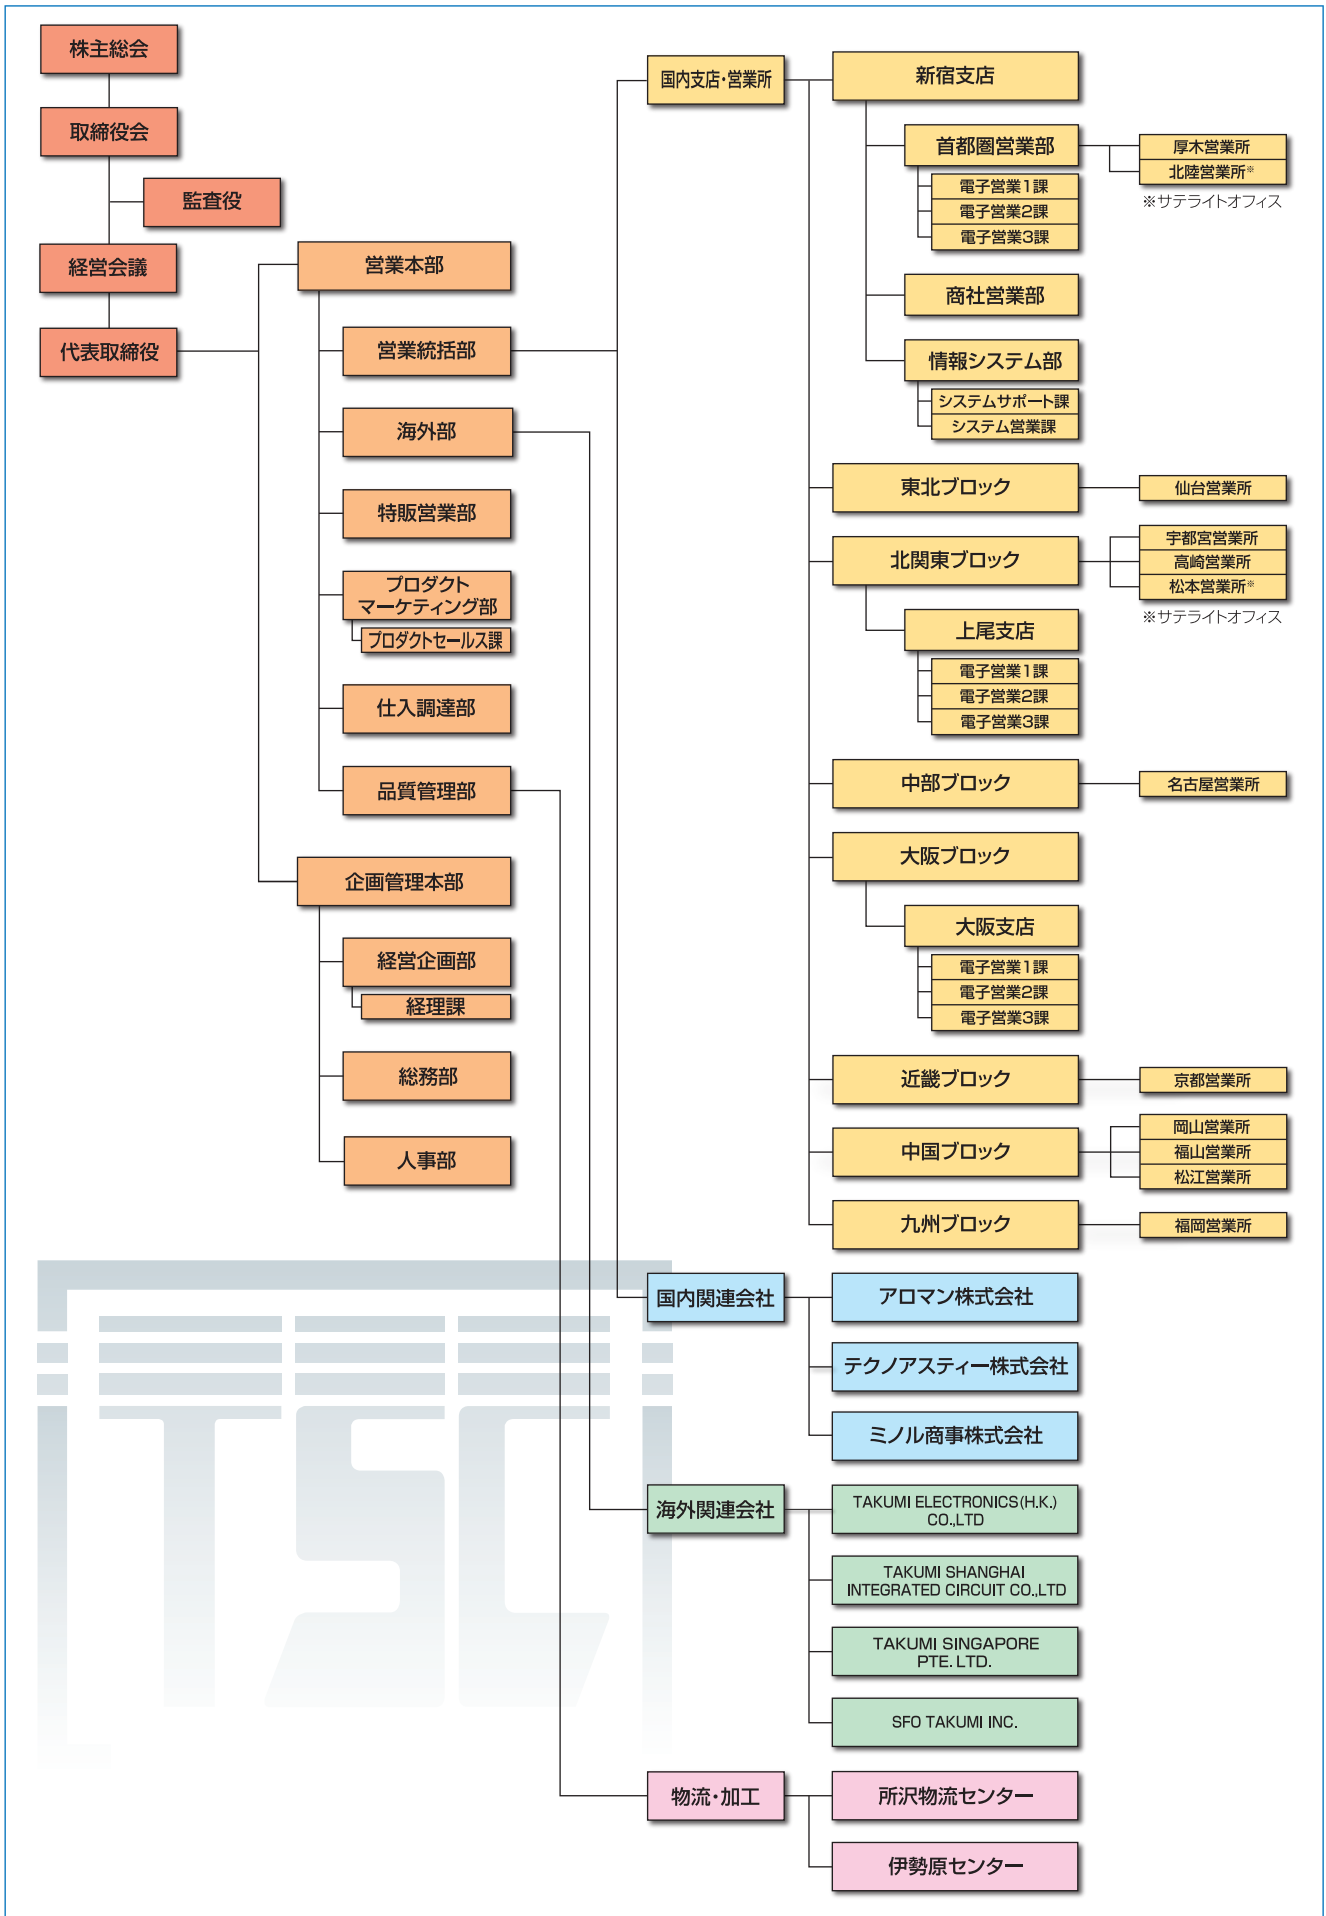 株主総会
取締役会
監査役
経営会議
代表取締役
営業本部
営業統括部
海外部
特販営業部
プロダクト
マーケティング部
プロダクトセールス課
仕入調達部
品質管理部
企画管理本部
経営企画部
経理課
総務部
人事部
国内支店・営業所
新宿支店
首都圏営業部
電子営業1課
電子営業2課
電子営業3課
厚木営業所
北陸営業所※
※サテライトオフィス
商社営業部
情報システム部
システムサポート課
システム営業課
東北ブロック
仙台営業所
北関東ブロック
宇都宮営業所
高崎営業所
松本営業所※
※サテライトオフィス
上尾支店
電子営業1課
電子営業2課
電子営業3課
中部ブロック
名古屋営業所
大阪ブロック
大阪支店
電子営業1課
電子営業2課
電子営業3課
近畿ブロック
京都営業所
中国ブロック
岡山営業所
福山営業所
松江営業所
九州ブロック
福岡営業所
国内関連会社
アロマン株式会社
テクノアスティー株式会社
ミノル商事株式会社
海外関連会社
TAKUMI ELECTRONICS(H.K.)
CO.,LTD
TAKUMI SHANGHAI
INTEGRATED CIRCUIT CO.,LTD
TAKUMI SINGAPORE
PTE. LTD.
SFO TAKUMI INC.
物流・加工
所沢物流センター
伊勢原センター
TSC